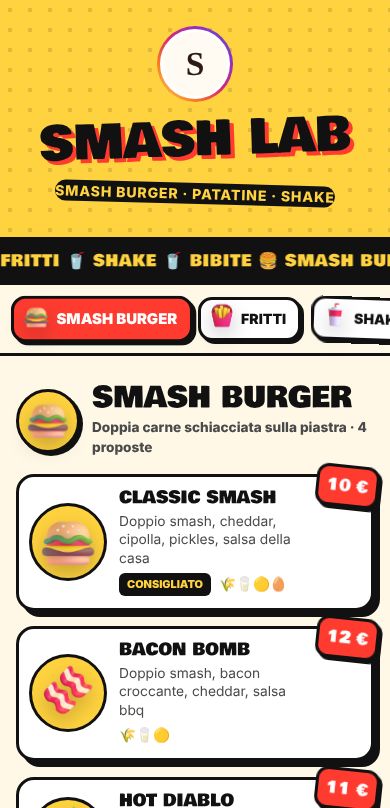 S
SMASH LAB
SMASH BURGER · PATATINE · SHAKE
FRITTI 🥤 SHAKE 🥤 BIBITE 🍔 SMASH BUR
SMASH BURGER
FRITTI
SHAK
SMASH BURGER
Doppia carne schiacciata sulla piastra · 4
proposte
10 €
CLASSIC SMASH
Doppio smash, cheddar,
cipolla, pickles, salsa della
casa
CONSIGLIATO
12 €
BACON BOMB
Doppio smash, bacon
croccante, cheddar, salsa
bbq
11 €
HOT DIABLO